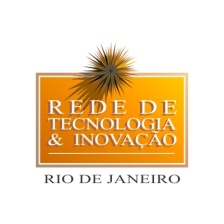 REDE DE
TECNOLOGIA
& INOVAÇÃO
RIO DE JANEIRO